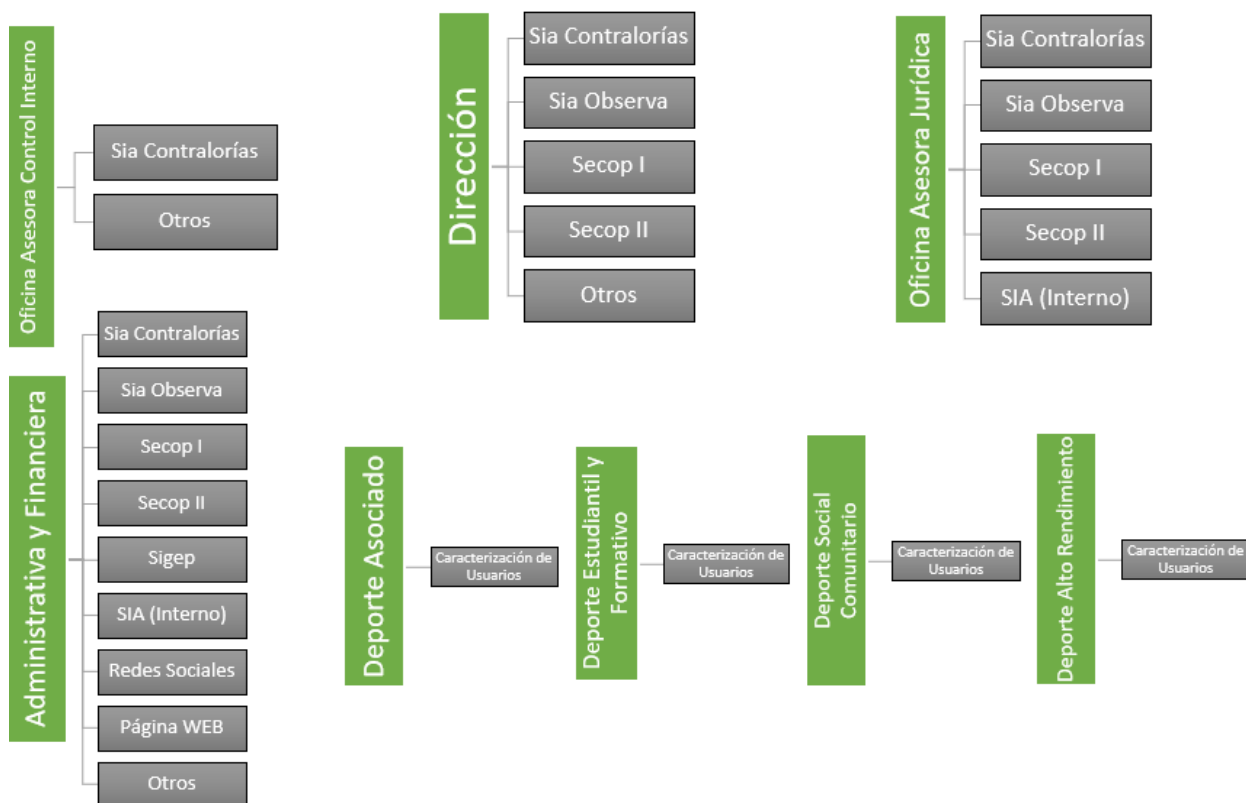 Oficina Asesora Control Interno
Sia Contralorías
Otros
Dirección
Sia Contralorías
Sia Observa
Secop I
Secop II
Otros
Oficina Asesora Jurídica
Sia Contralorías
Sia Observa
Secop I
Secop II
SIA (Interno)
Administrativa y Financiera
Sia Contralorías
Sia Observa
Secop I
Secop II
Sigep
SIA (Interno)
Redes Sociales
Página WEB
Otros
Deporte Asociado
Caracterización de
Usuarios
Deporte Estudiantil y
Formativo
Caracterización de
Usuarios
Deporte Social
Comunitario
Caracterización de
Usuarios
Deporte Alto Rendimiento
Caracterización de
Usuarios